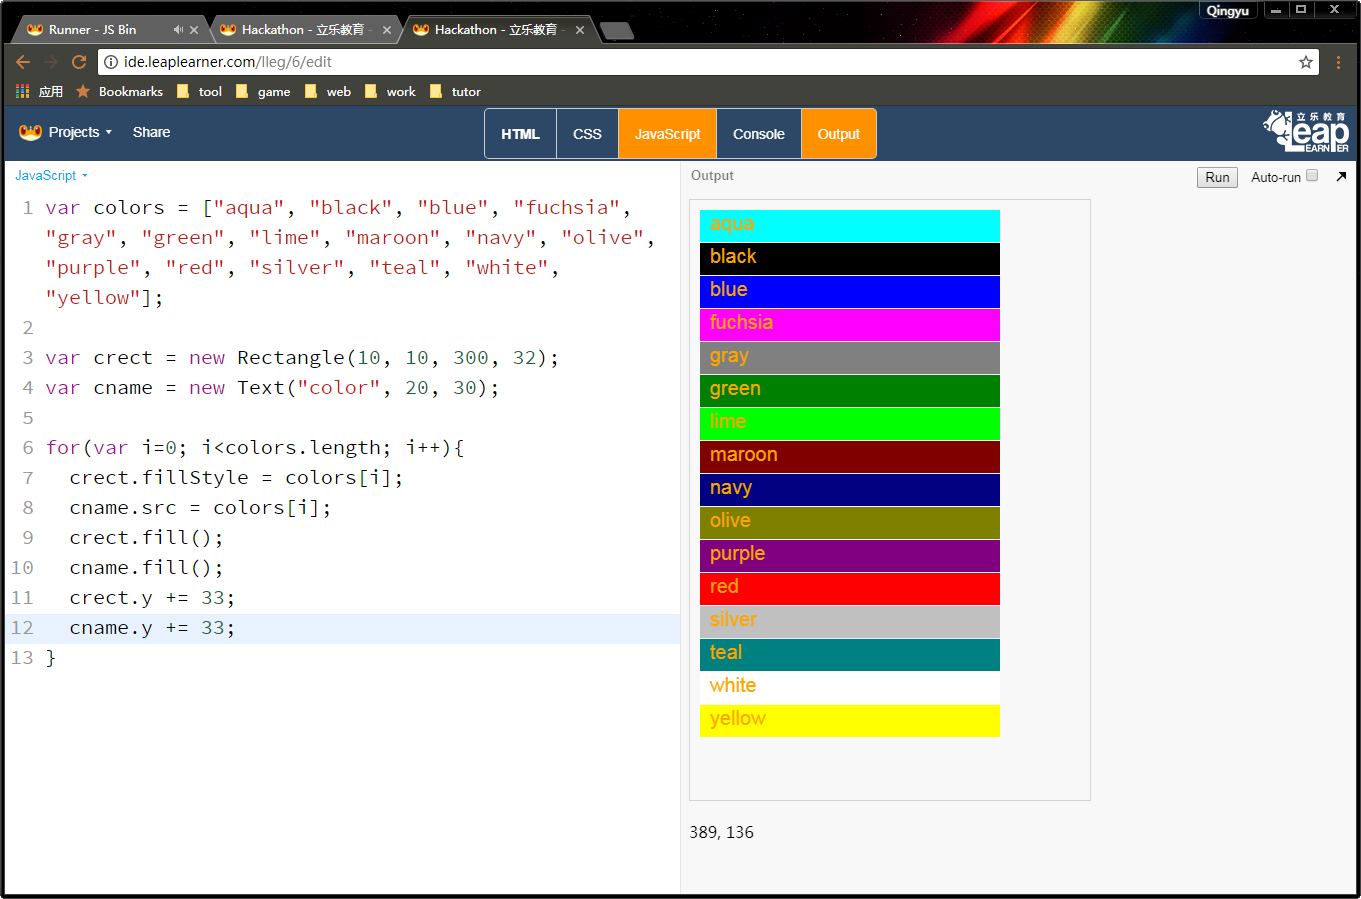 Qingyu
Runner - JS Bin
Hackathon - 立乐教育 -
Hackathon - 立乐教育 -
ide.leaplearner.com/lleg/6/edit
应用 Bookmarks tool game web work tutor
Projects Share
HTML CSS JavaScript Console Output
立乐教育
Leap
LEARNER
JavaScript
1 var colors = ["aqua", "black", "blue", "fuchsia",
"gray", "green", "lime", "maroon", "navy", "olive",
"purple", "red", "silver", "teal", "white",
"yellow"];
2
3 var crect = new Rectangle(10, 10, 300, 32);
4 var cname = new Text("color", 20, 30);
5
6 for(var i=0; i<colors.length; i++){
7 crect.fillStyle = colors[i];
8 cname.src = colors[i];
9 crect.fill();
10 cname.fill();
11 crect.y += 33;
12 cname.y += 33;
13 }
Output
Run Auto-run
aqua
black
blue
fuchsia
gray
green
lime
maroon
navy
olive
purple
red
silver
teal
white
yellow
389, 136